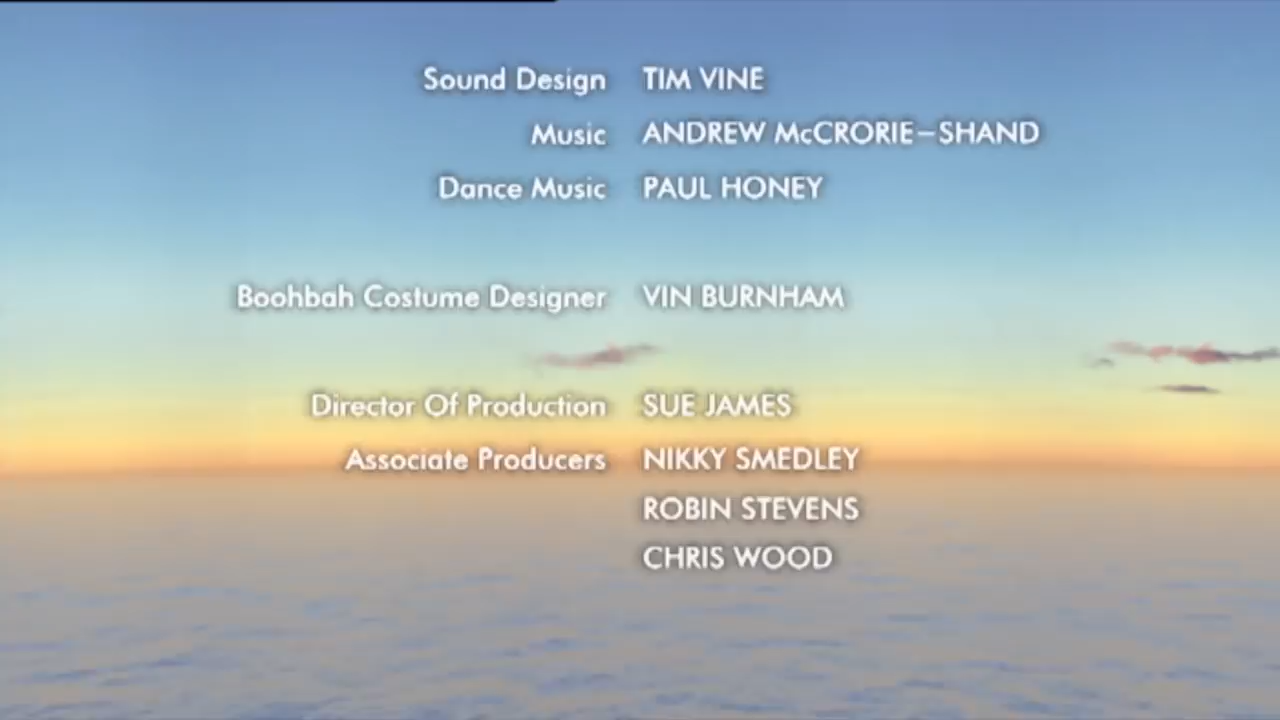 Sound Design TIM VINE
Music ANDREW McCRORIE–SHAND
Dance Music PAUL HONEY
Boohbah Costume Designer VIN BURNHAM
Director Of Production SUE JAMES
Associate Producers NIKKY SMEDLEY
ROBIN STEVENS
CHRIS WOOD